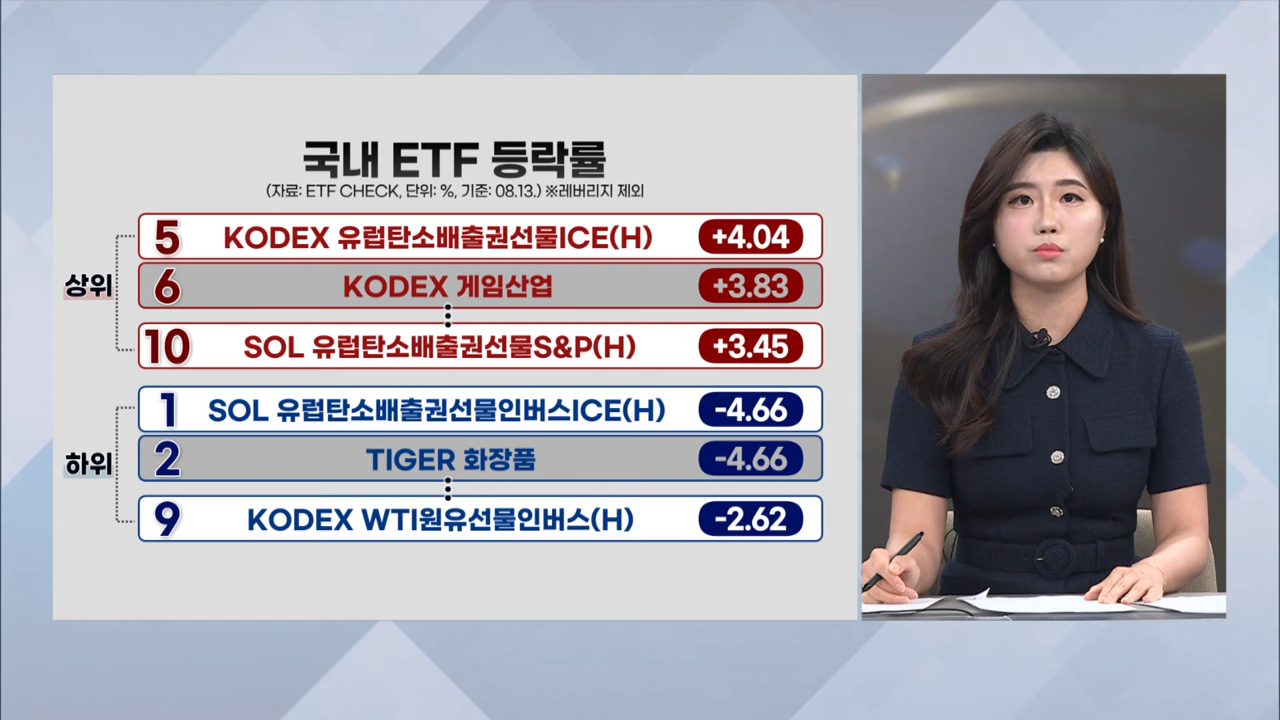 국내 ETF 등락률
(자료: ETF CHECK, 단위: %, 기준: 08.13.) ※레버리지 제외
상위
5 KODEX 유럽탄소배출권선물ICE(H) +4.04
6 KODEX 게임산업 +3.83
10 SOL 유럽탄소배출권선물S&P(H) +3.45
하위
1 SOL 유럽탄소배출권선물인버스ICE(H) -4.66
2 TIGER 화장품 -4.66
9 KODEX WTI원유선물인버스(H) -2.62